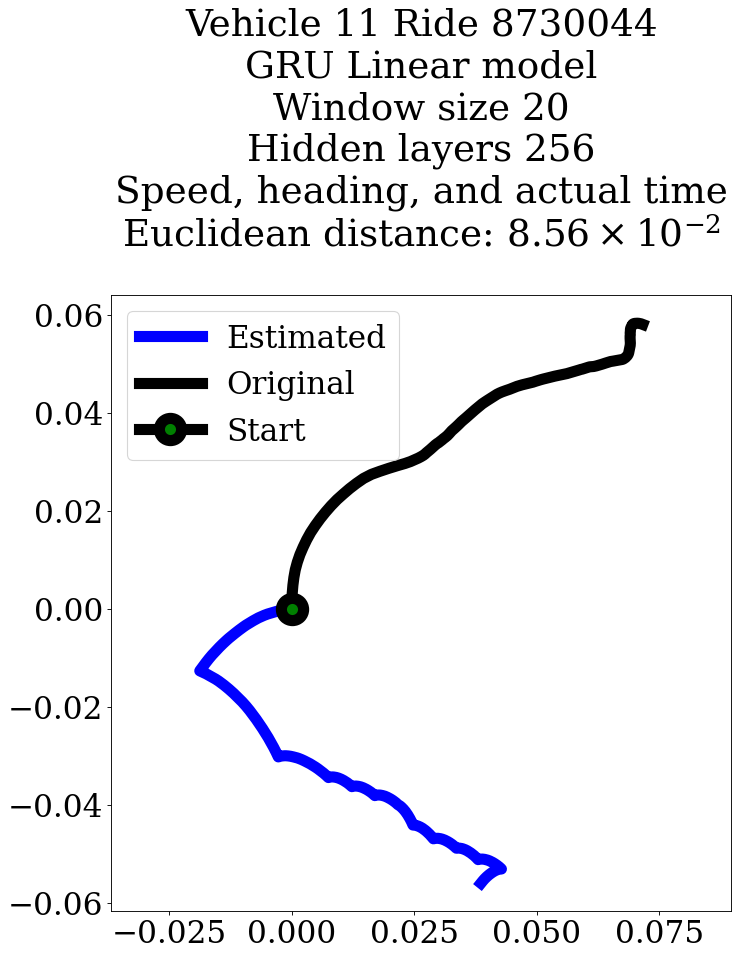 Vehicle 11 Ride 8730044
GRU Linear model
Window size 20
Hidden layers 256
Speed, heading, and actual time
Euclidean distance: 8.56 × 10⁻²
Estimated
Original
Start
0.06
0.04
0.02
0.00
−0.02
−0.04
−0.06
−0.025 0.000 0.025 0.050 0.075